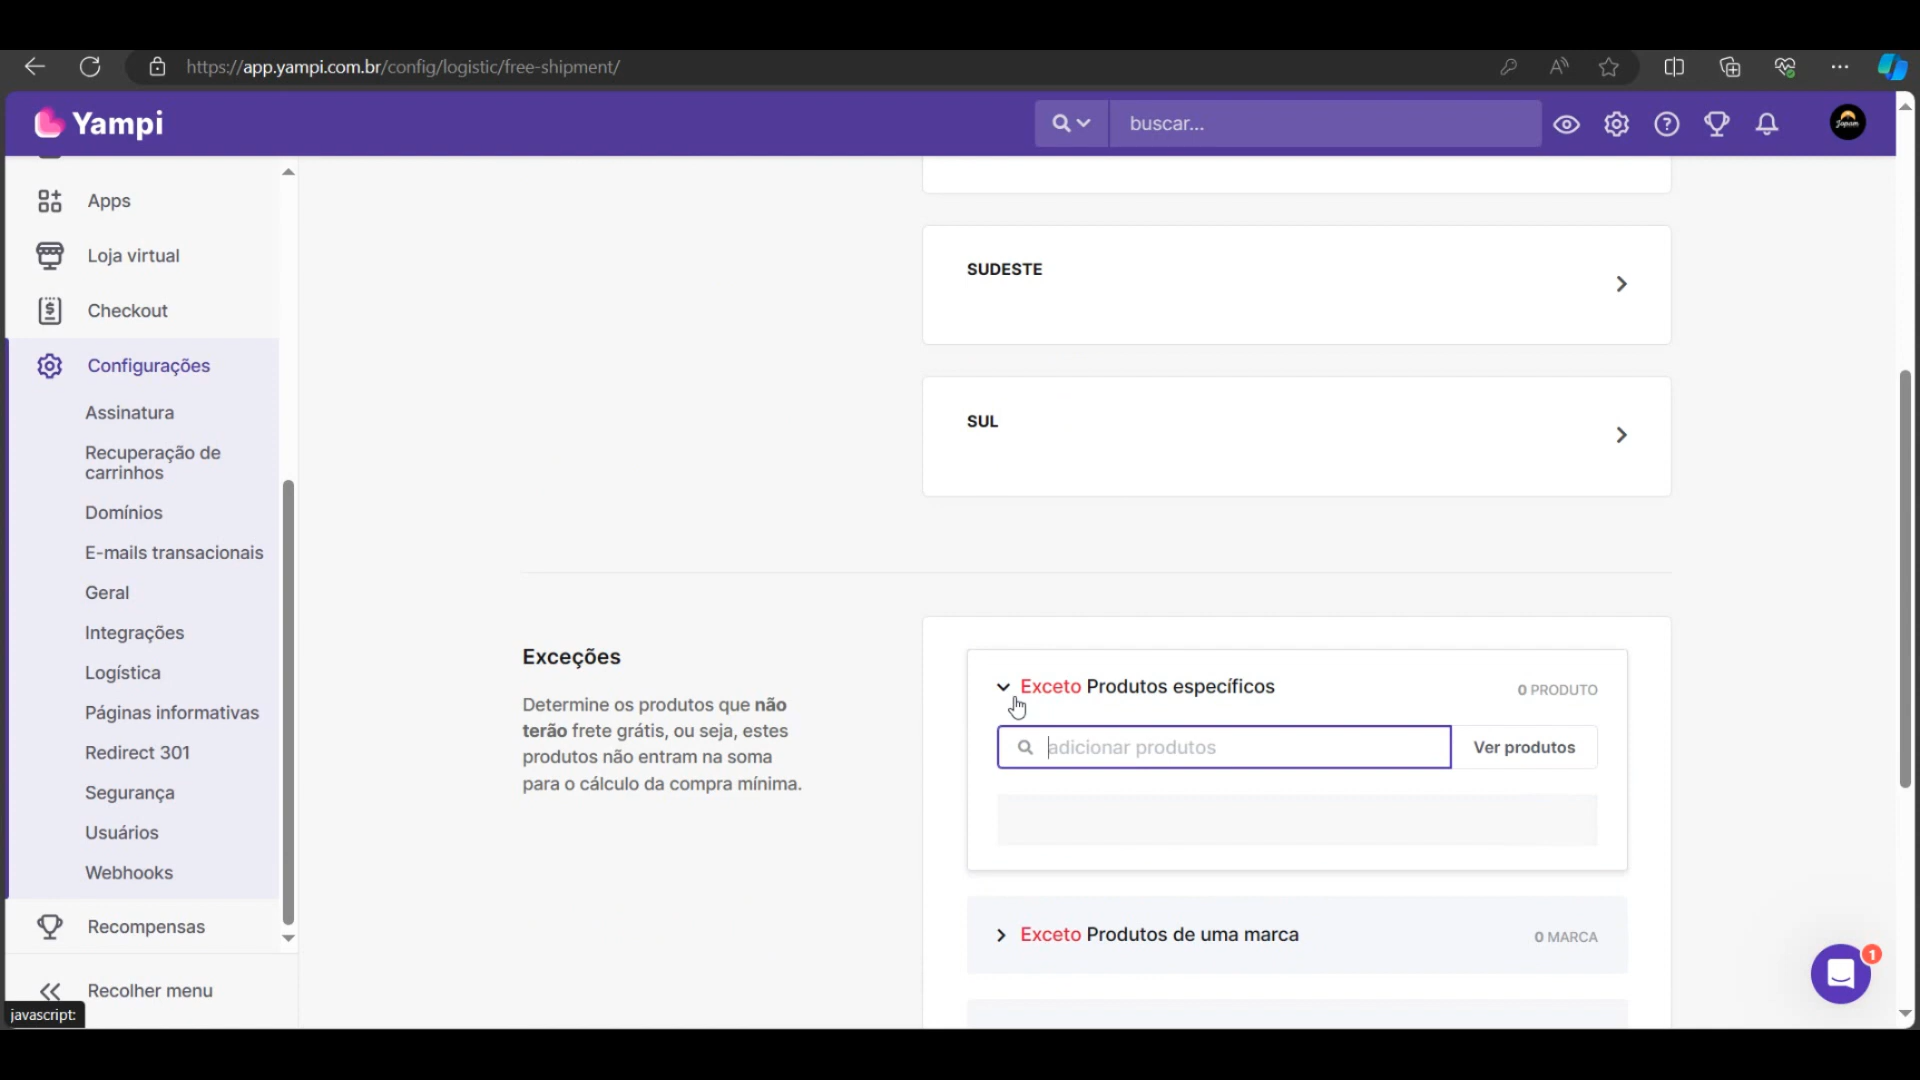 https://app.yampi.com.br/config/logistic/free-shipment/
Yampi
buscar...
Japam
Apps
Loja virtual
Checkout
Configurações
Assinatura
Recuperação de
carrinhos
Domínios
E-mails transacionais
Geral
Integrações
Logística
Páginas informativas
Redirect 301
Segurança
Usuários
Webhooks
Recompensas
Recolher menu
javascript:
SUDESTE
SUL
Exceções
Determine os produtos que não
terão frete grátis, ou seja, estes
produtos não entram na soma
para o cálculo da compra mínima.
Exceto Produtos específicos
0 PRODUTO
adicionar produtos
Ver produtos
Exceto Produtos de uma marca
0 MARCA
1